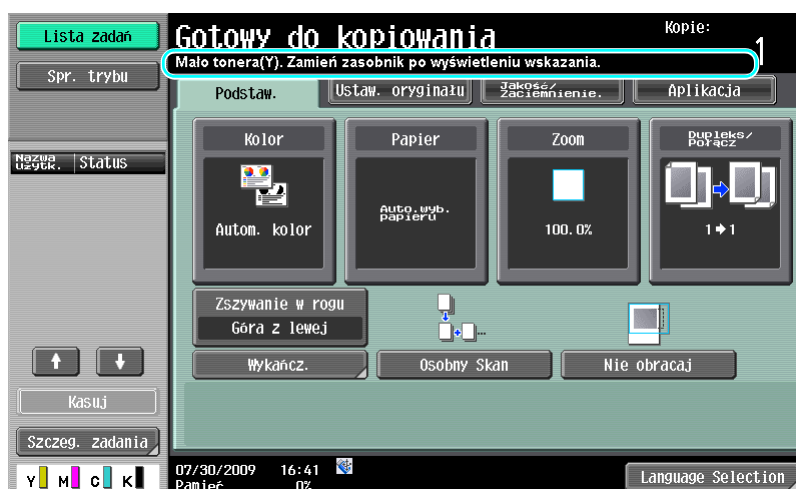 Lista zadań
Spr. trybu
Nazwa użytk.
Status
Kasuj
Szczeg. zadania
Y M C K
Gotowy do kopiowania
Kopie:
1
Mało tonera(Y). Zamień zasobnik po wyświetleniu wskazania.
Podstaw.
Ustaw. oryginału
Jakość/
Zaciemnienie.
Aplikacja
Kolor
Papier
Zoom
Dupleks/
Połącz
Autom. kolor
Auto.wyb.
papieru
100.0%
1➜1
Zszywanie w rogu
Góra z lewej
Wykańcz.
Osobny Skan
Nie obracaj
07/30/2009 16:41
Pamięć 0%
Language Selection